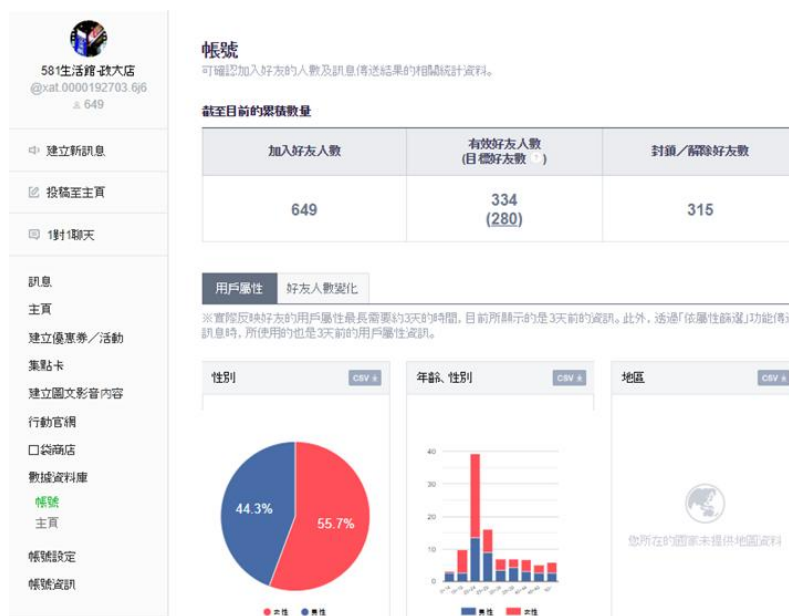 581生活館-政大店
@xat.0000192703.6j6
649
建立新訊息
投稿至主頁
1對1聊天
訊息
主頁
建立優惠券／活動
集點卡
建立圖文影音內容
行動官網
口袋商店
數據資料庫
帳號
主頁
帳號設定
帳號資訊
帳號
可確認加入好友的人數及訊息傳送結果的相關統計資料。
截至目前的累積數量
加入好友人數
有效好友人數
(目標好友數 ? )
封鎖／解除好友數
649
334
(280)
315
用戶屬性
好友人數變化
※實際反映好友的用戶屬性最長需要約3天的時間, 目前所顯示的是3天前的資訊。此外, 透過「依屬性篩選」功能傳送
訊息時, 所使用的也是3天前的用戶屬性資訊。
性別
CSV
年齡、性別
CSV
地區
CSV
44.3%
55.7%
女性
男性
40
30
20
10
0
男性
女性
您所在的國家未提供地圖資料